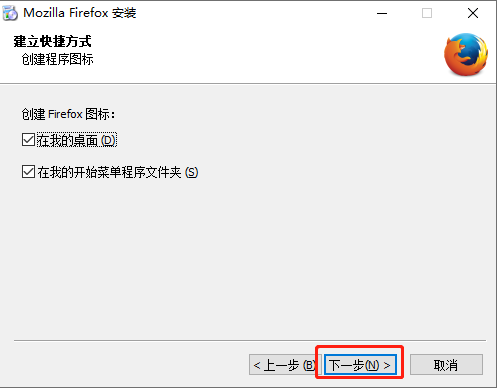 Mozilla Firefox 安装
建立快捷方式
创建程序图标
创建 Firefox 图标：
在我的桌面 (D)
在我的开始菜单程序文件夹 (S)
< 上一步 (B) 下一步(N) > 取消